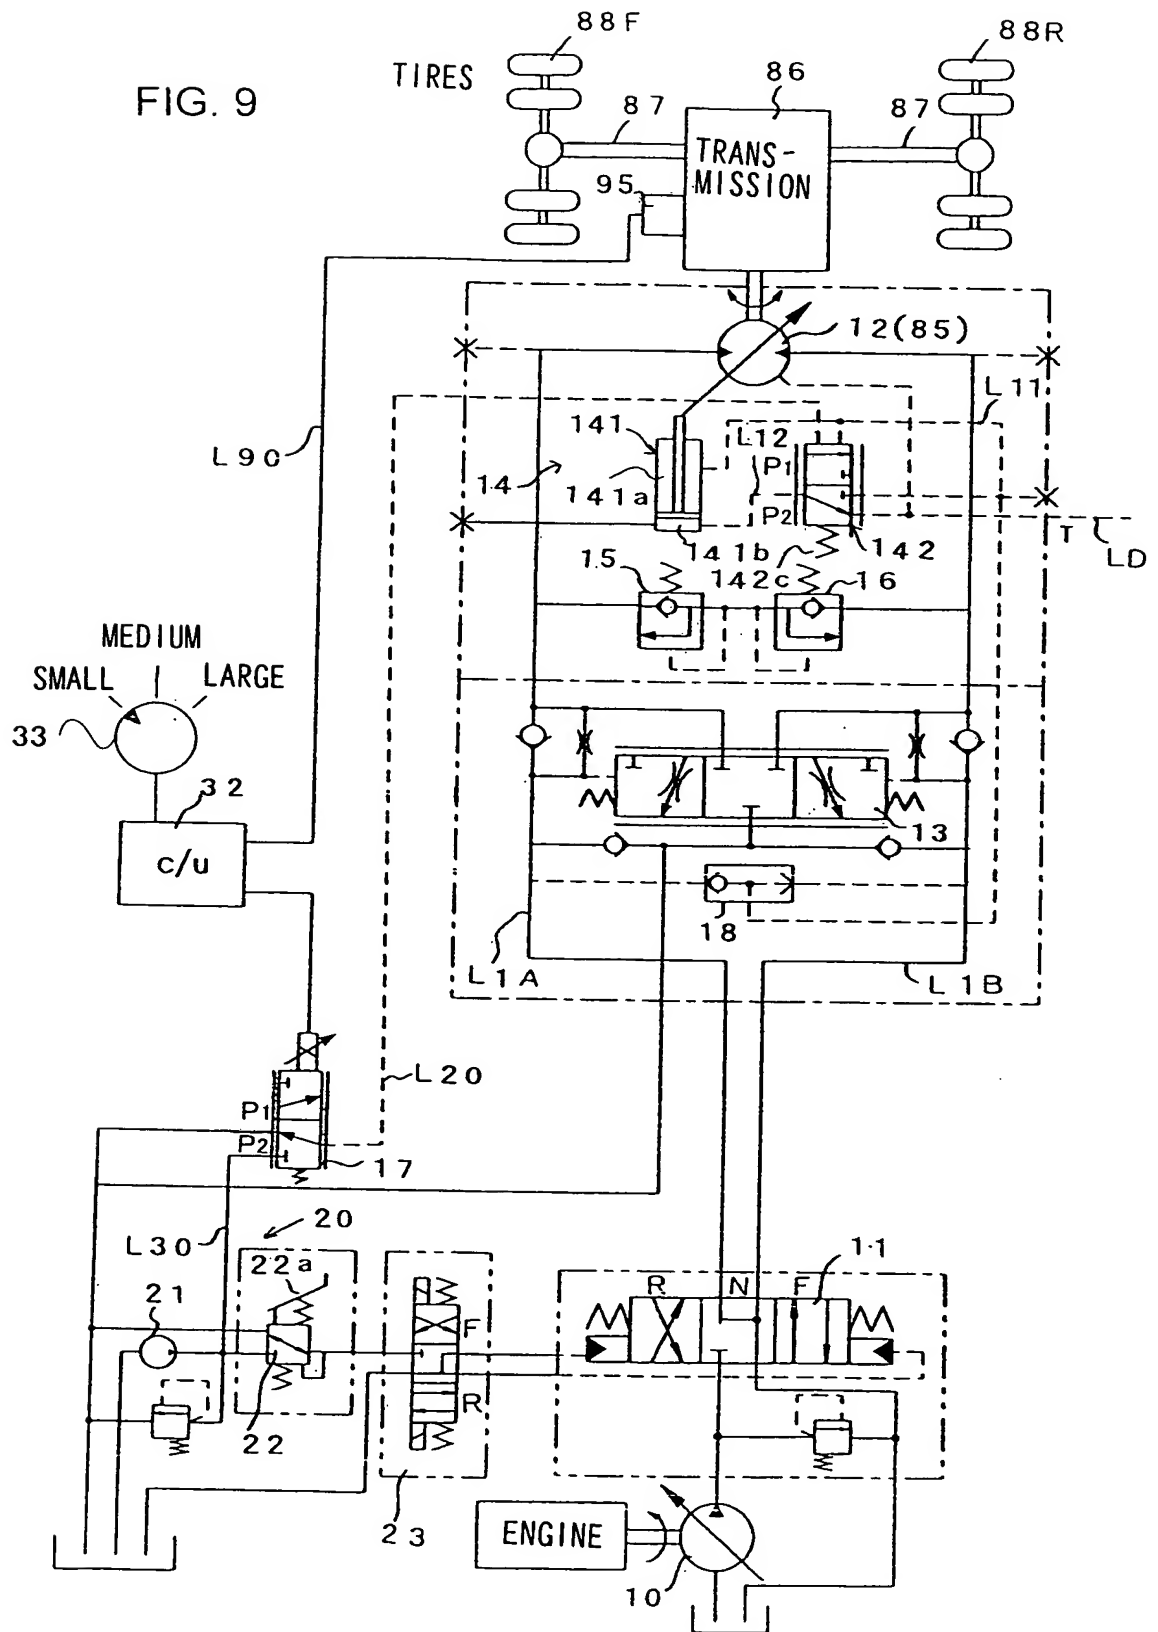 FIG. 9
TIRES
88F
88R
86
87
87
TRANS-
MISSION
95
12(85)
L11
L90
141
L12
14
141a
P1
P2
141b
142
T
LD
15
142c
16
MEDIUM
SMALL
LARGE
33
32
c/u
13
18
L1A
L1B
L20
P1
P2
17
L30
20
22a
21
22
F
R
23
11
R
N
F
ENGINE
10